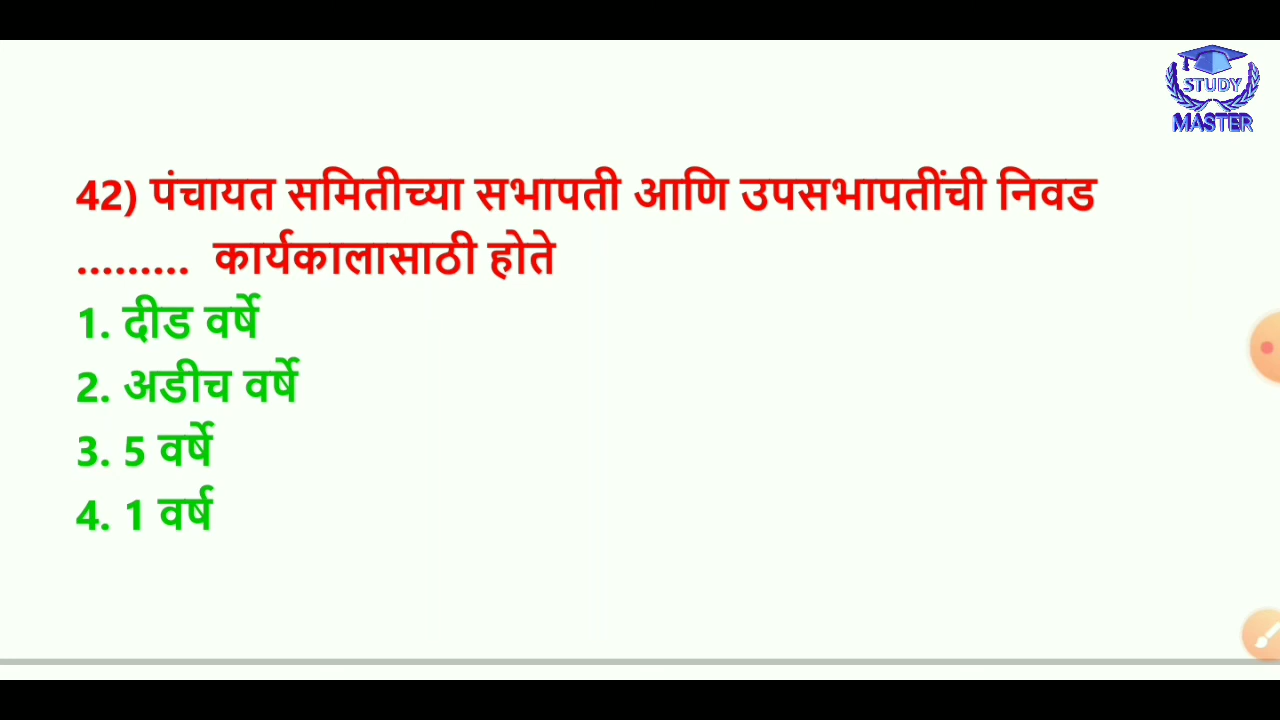 STUDY
MASTER
42) पंचायत समितीच्या सभापती आणि उपसभापतींची निवड
......... कार्यकालासाठी होते
1. दीड वर्षे
2. अडीच वर्षे
3. 5 वर्षे
4. 1 वर्ष